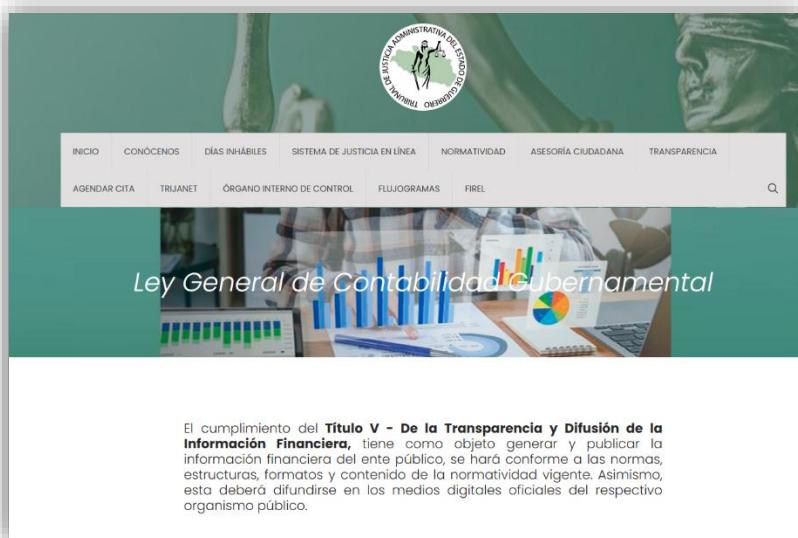 TRIBUNAL DE JUSTICIA ADMINISTRATIVA DEL ESTADO DE GUERRERO
INICIO CONÓCENOS DÍAS INHÁBILES SISTEMA DE JUSTICIA EN LÍNEA NORMATIVIDAD ASESORÍA CIUDADANA TRANSPARENCIA
AGENDAR CITA TRIJANET ÓRGANO INTERNO DE CONTROL FLUJOGRAMAS FIREL
Ley General de Contabilidad Gubernamental
El cumplimiento del Título V - De la Transparencia y Difusión de la
Información Financiera, tiene como objeto generar y publicar la
información financiera del ente público, se hará conforme a las normas,
estructuras, formatos y contenido de la normatividad vigente. Asimismo,
esta deberá difundirse en los medios digitales oficiales del respectivo
organismo público.